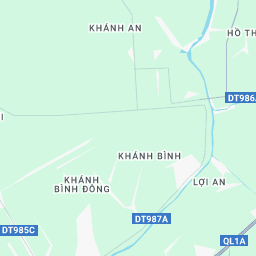 KHÁNH AN
HỒ TH
DT986
I
KHÁNH BÌNH
KHÁNH
BÌNH ĐÔNG
LỢI AN
DT987A
DT985C
QL1A